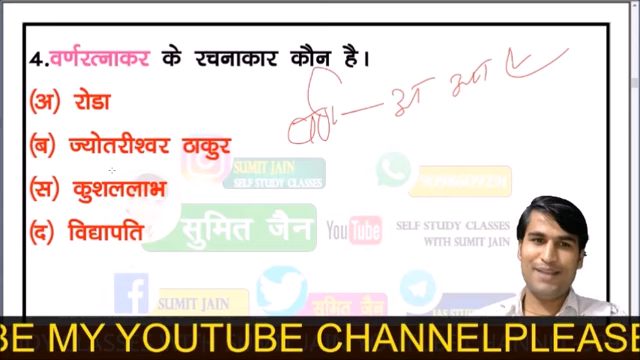 4.वर्णरत्नाकर के रचनाकार कौन है।
(अ) रोडा
(ब) ज्योतरीश्वर ठाकुर
(स) कुशललाभ
(द) विद्यापति
SUMIT JAIN
SELF STUDY CLASSES
सुमित जैन
YouTube
SELF STUDY CLASSES
WITH SUMIT JAIN
SUMIT JAIN
BE MY YOUTUBE CHANNELPLEASE